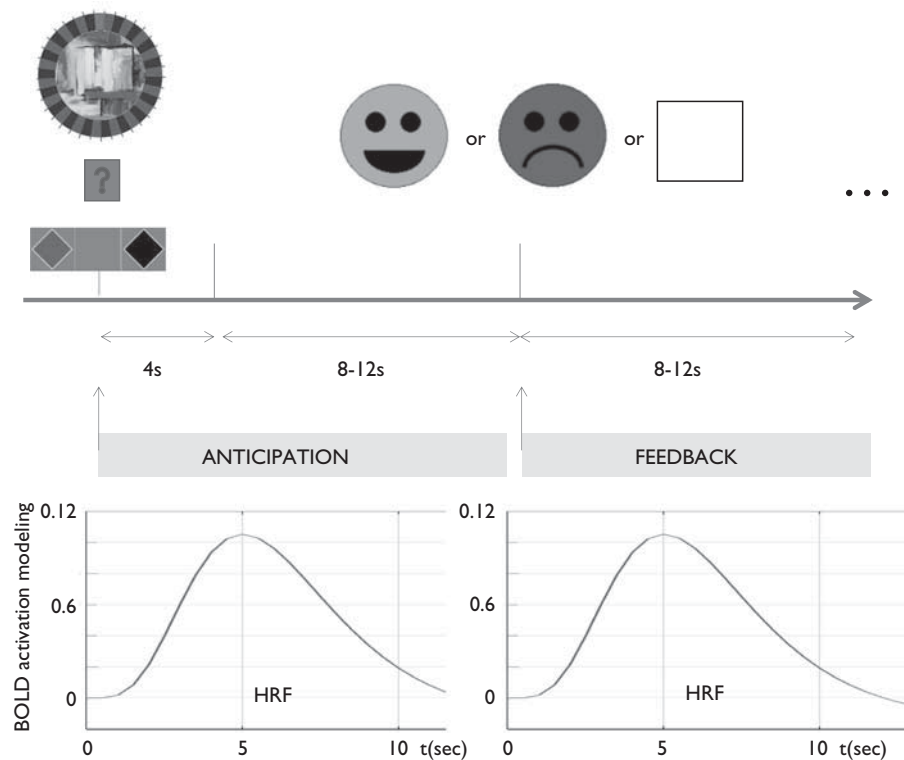 ?
or
or
...
4s
8-12s
8-12s
ANTICIPATION
FEEDBACK
BOLD activation modeling
0.12
0.6
0
HRF
0
5
10
t(sec)
0.12
0.6
0
HRF
0
5
10
t(sec)